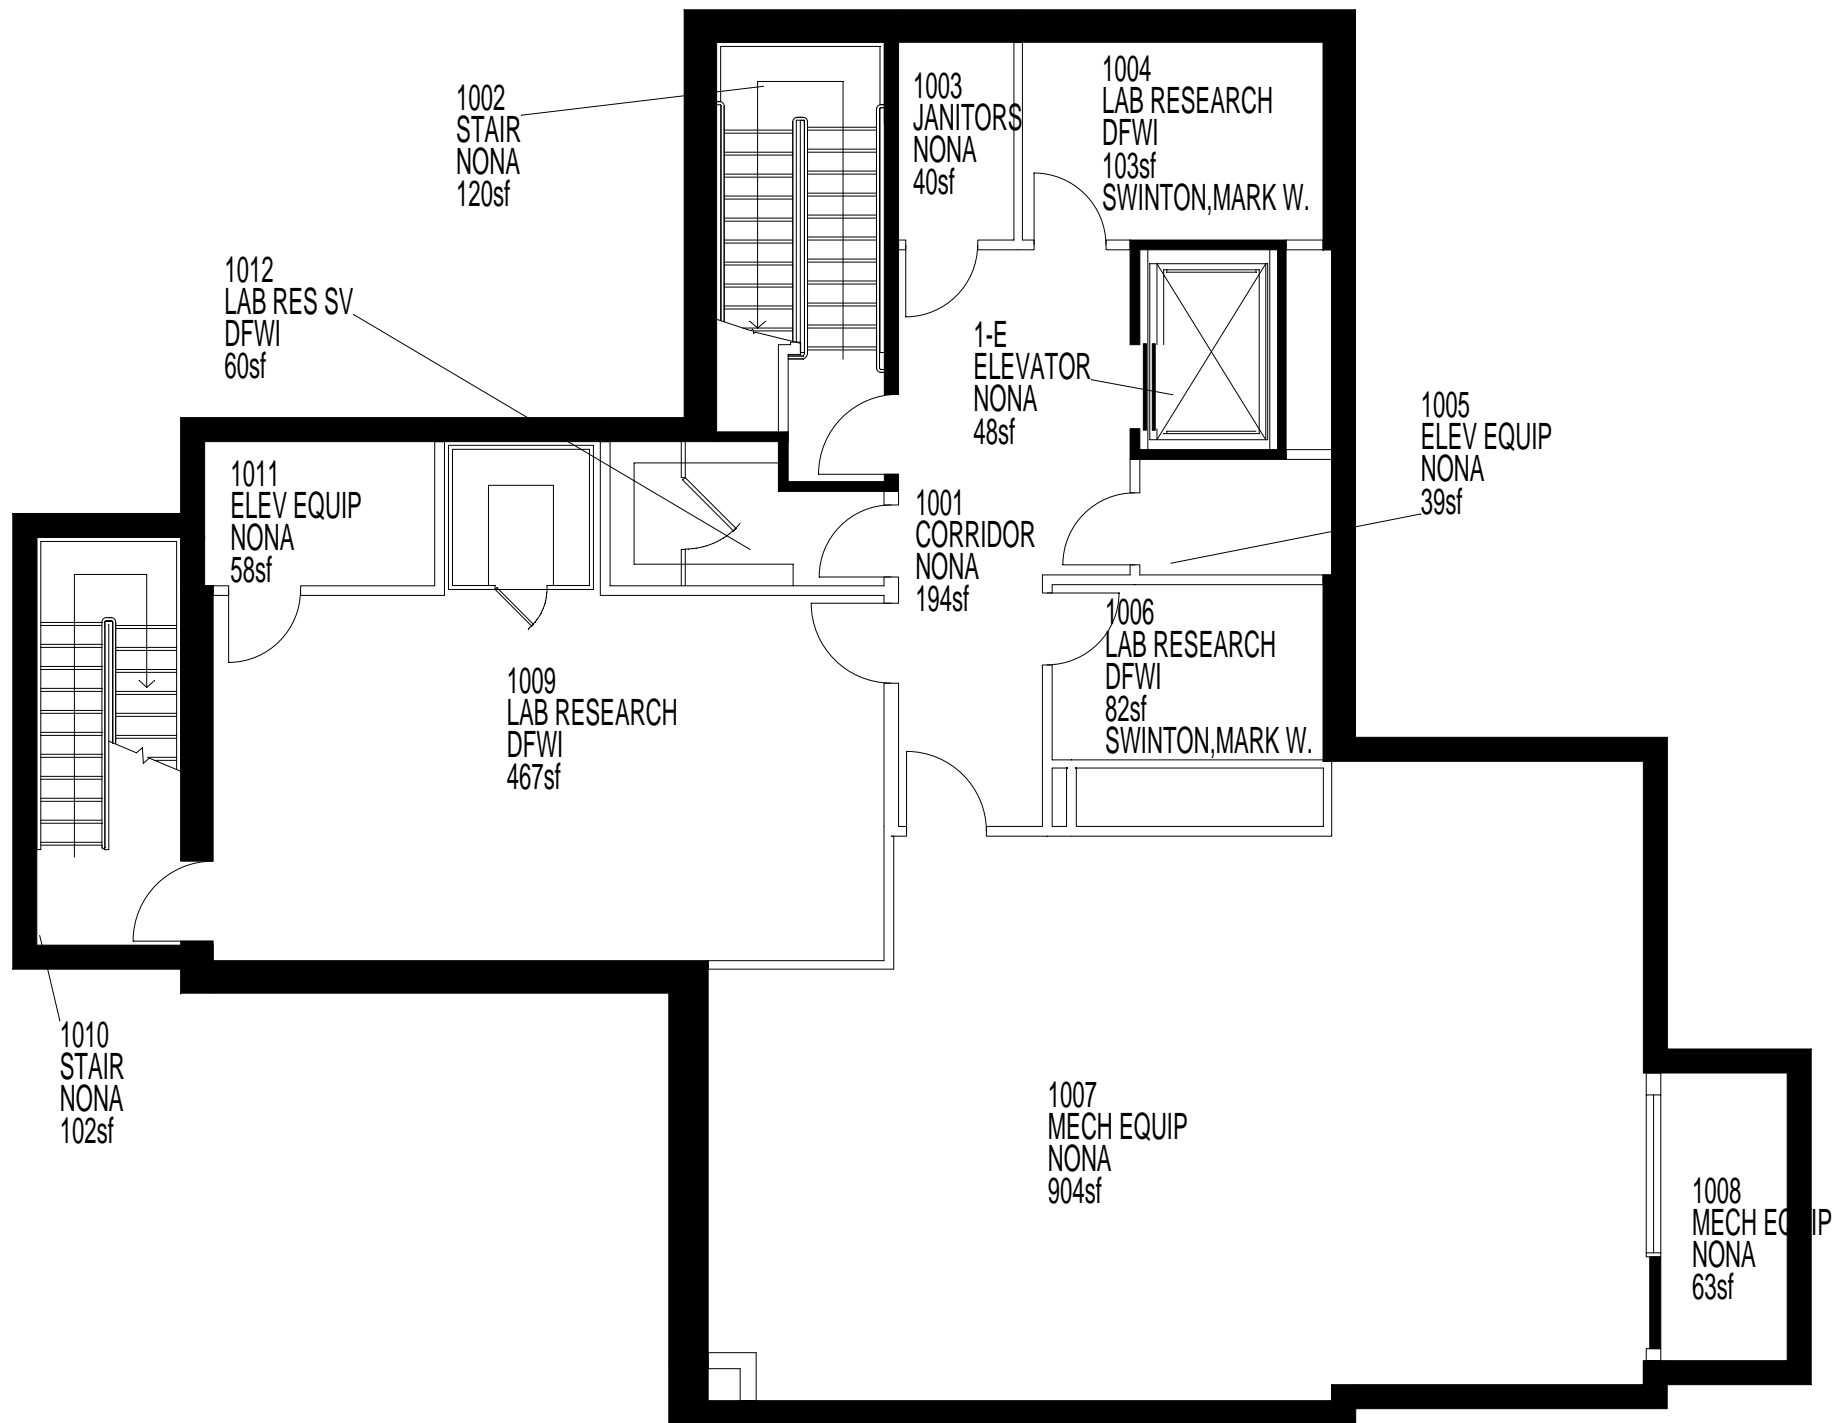 1002
STAIR
NONA
120sf
1003
JANITORS
NONA
40sf
1004
LAB RESEARCH
DFWI
103sf
SWINTON,MARK W.
1012
LAB RES SV
DFWI
60sf
1-E
ELEVATOR
NONA
48sf
1005
ELEV EQUIP
NONA
39sf
1011
ELEV EQUIP
NONA
58sf
1001
CORRIDOR
NONA
194sf
1006
LAB RESEARCH
DFWI
82sf
SWINTON,MARK W.
1009
LAB RESEARCH
DFWI
467sf
1010
STAIR
NONA
102sf
1007
MECH EQUIP
NONA
904sf
1008
MECH EQUIP
NONA
63sf